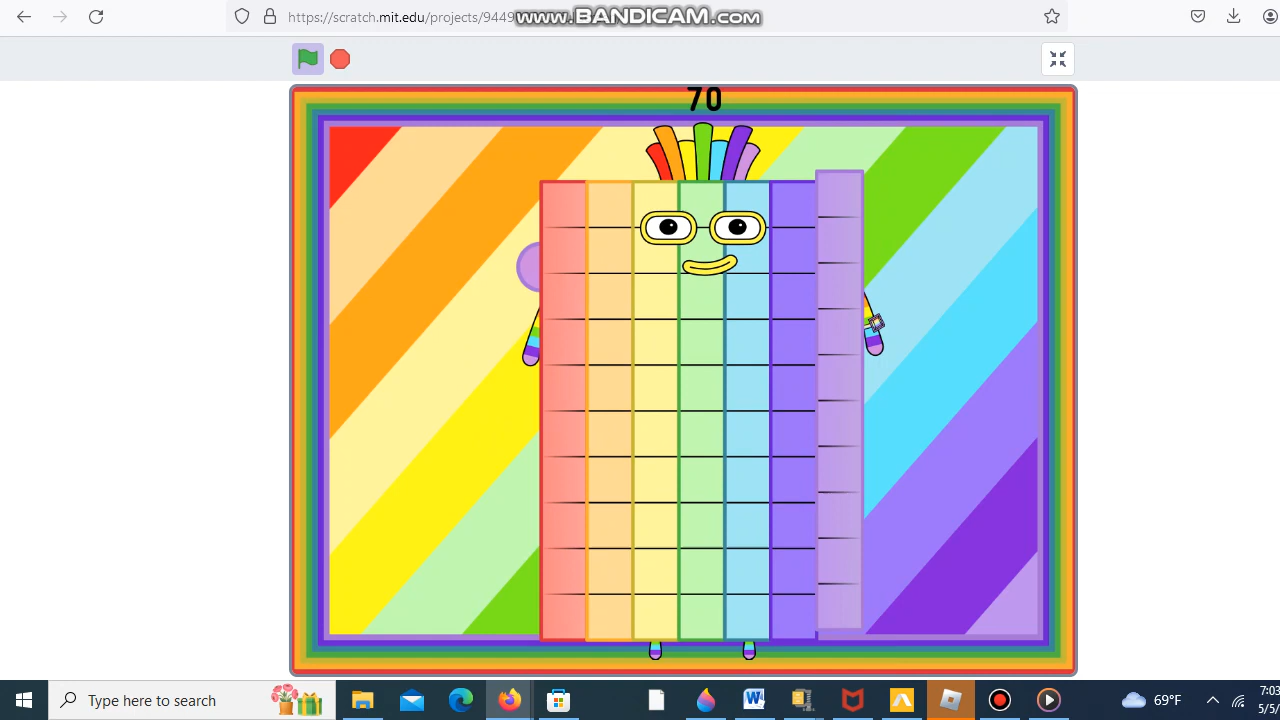 https://scratch.mit.edu/projects/9449
www.BANDICAM.com
70
Type here to search
69°F
7:03
5/5/